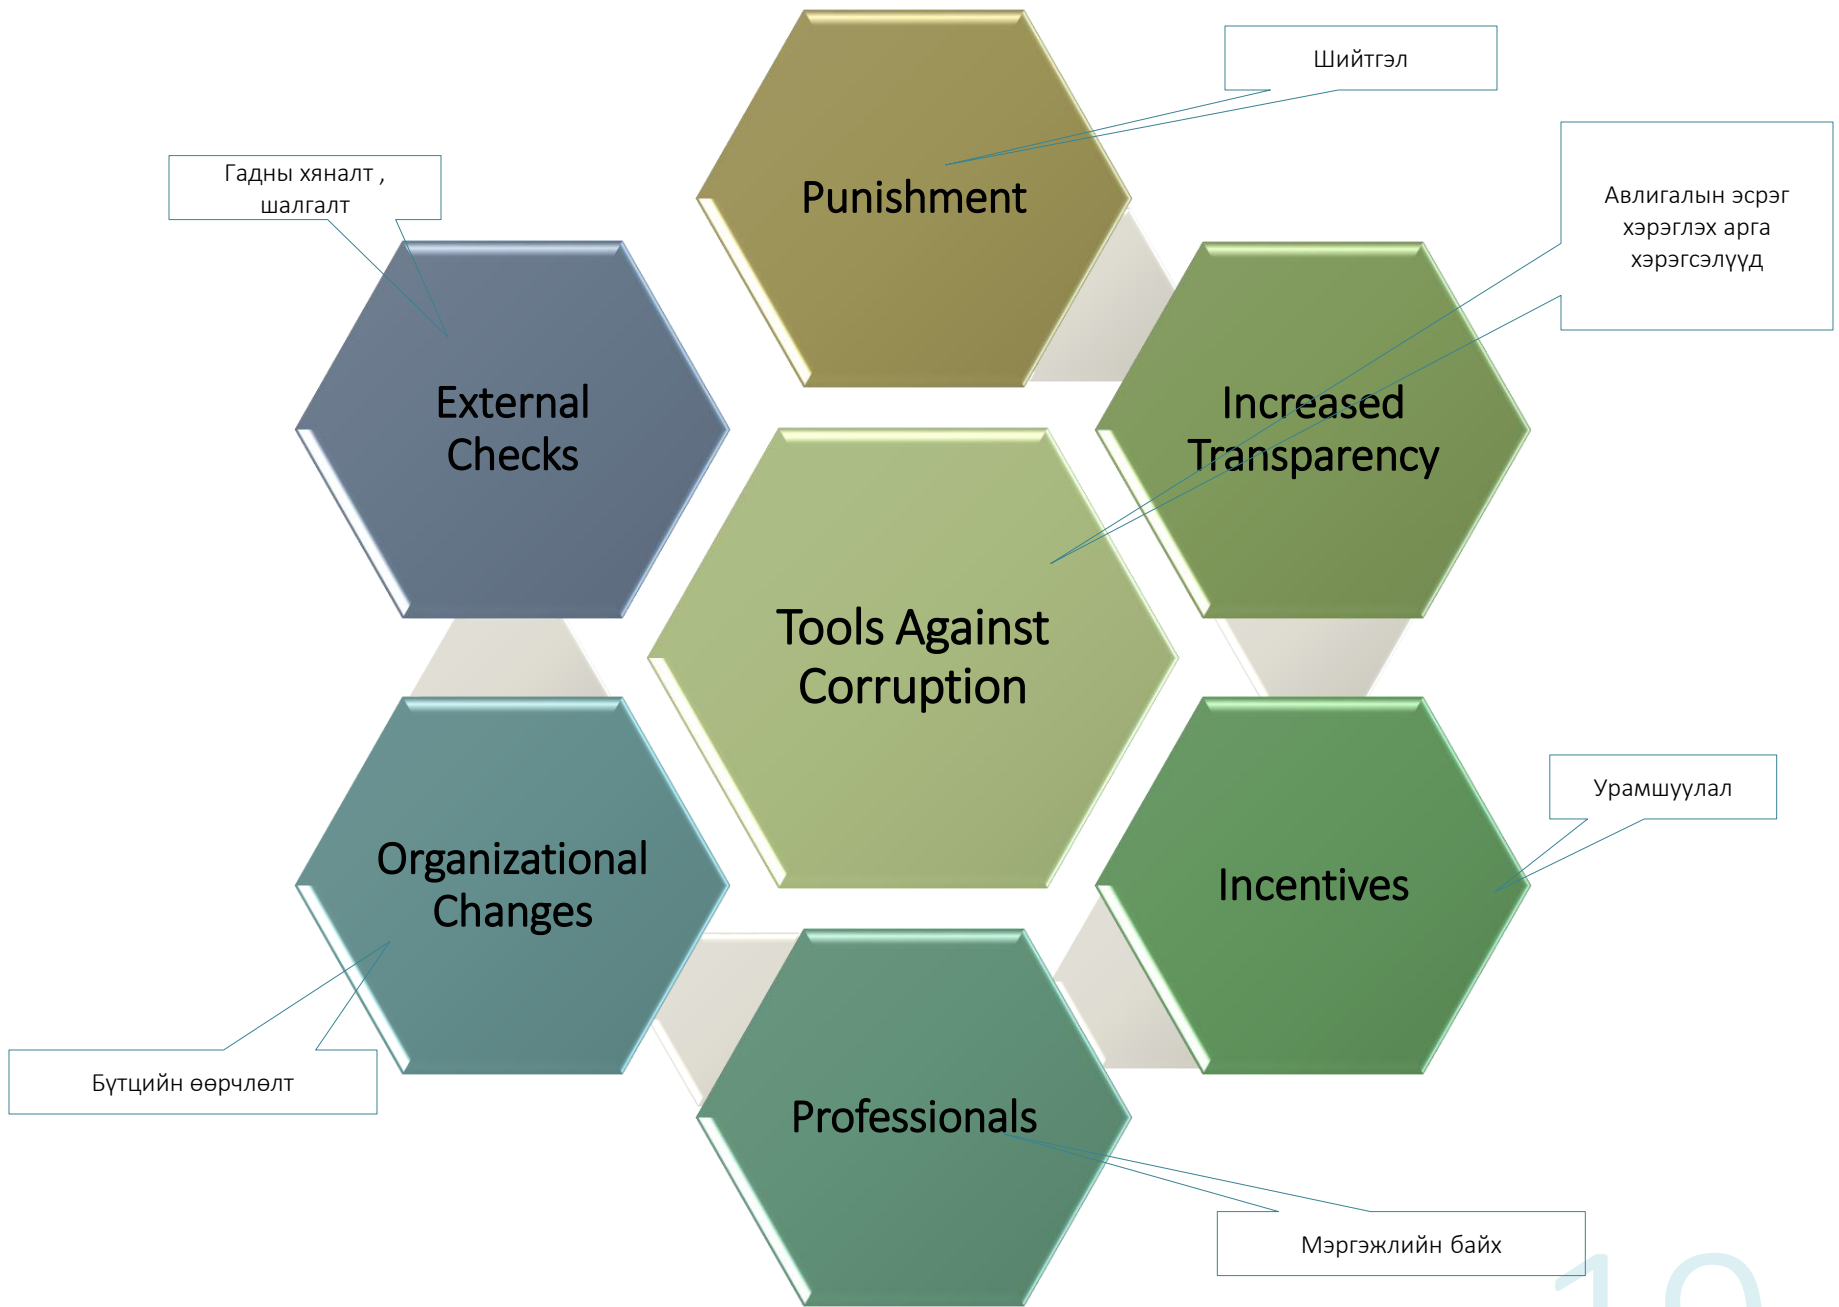 Шийтгэл
Гадны хяналт ,
шалгалт
Punishment
Авлигалын эсрэг
хэрэглэх арга
хэрэгсэлүүд
External
Checks
Increased
Transparency
Tools Against
Corruption
Урамшуулал
Organizational
Changes
Incentives
Бүтцийн өөрчлөлт
Professionals
Мэргэжлийн байх
10